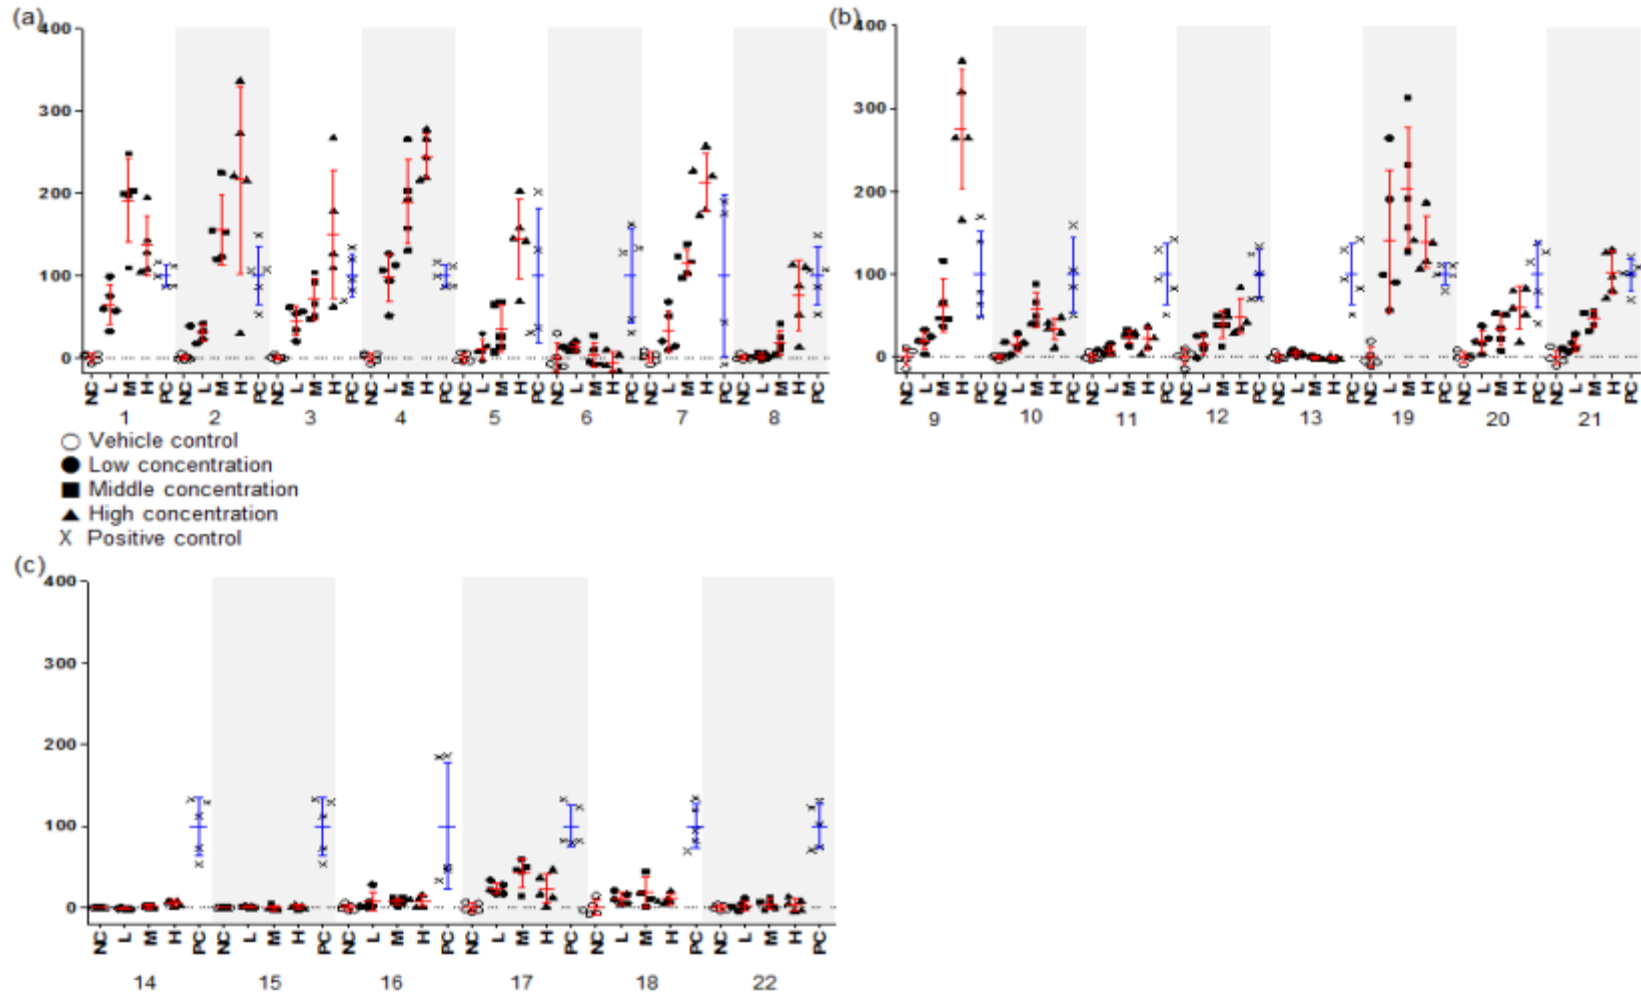 (a)
400
300
200
100
0
NC L M H PC NC L M H PC NC L M H PC NC L M H PC NC L M H PC NC L M H PC NC L M H PC NC L M H PC
1 2 3 4 5 6 7 8
Vehicle control
Low concentration
Middle concentration
High concentration
X Positive control
(b)
400
300
200
100
0
NC L M H PC NC L M H PC NC L M H PC NC L M H PC NC L M H PC NC L M H PC NC L M H PC NC L M H PC
9 10 11 12 13 19 20 21
(c)
400
300
200
100
0
NC L M H PC NC L M H PC NC L M H PC NC L M H PC NC L M H PC NC L M H PC
14 15 16 17 18 22